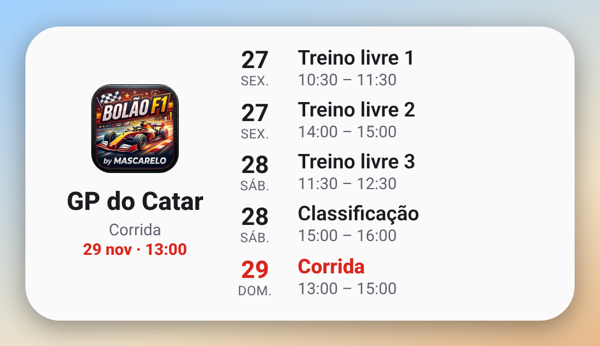 BOLÃO F1
by MASCARELO
GP do Catar
Corrida
29 nov · 13:00
27
SEX.
Treino livre 1
10:30 – 11:30
27
SEX.
Treino livre 2
14:00 – 15:00
28
SÁB.
Treino livre 3
11:30 – 12:30
28
SÁB.
Classificação
15:00 – 16:00
29
DOM.
Corrida
13:00 – 15:00